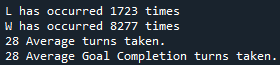 L has occurred 1723 times
W has occurred 8277 times
28 Average turns taken.
28 Average Goal Completion turns taken.